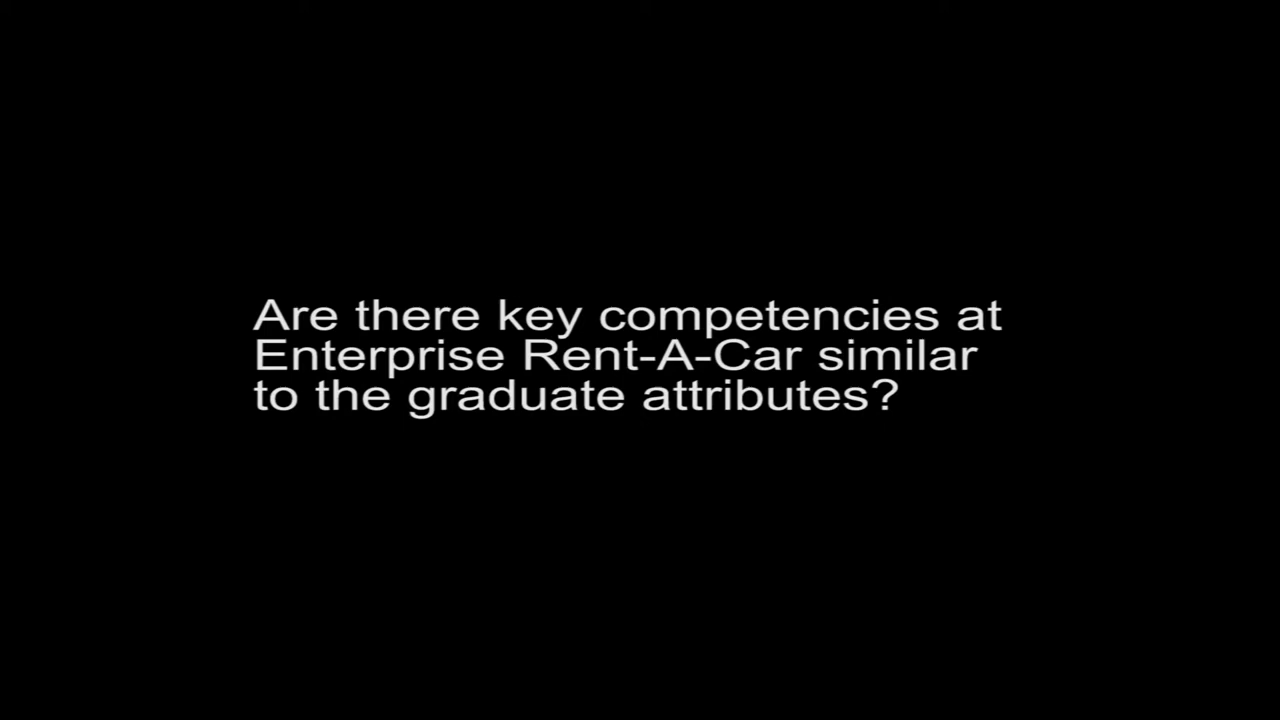 Are there key competencies at
Enterprise Rent-A-Car similar
to the graduate attributes?